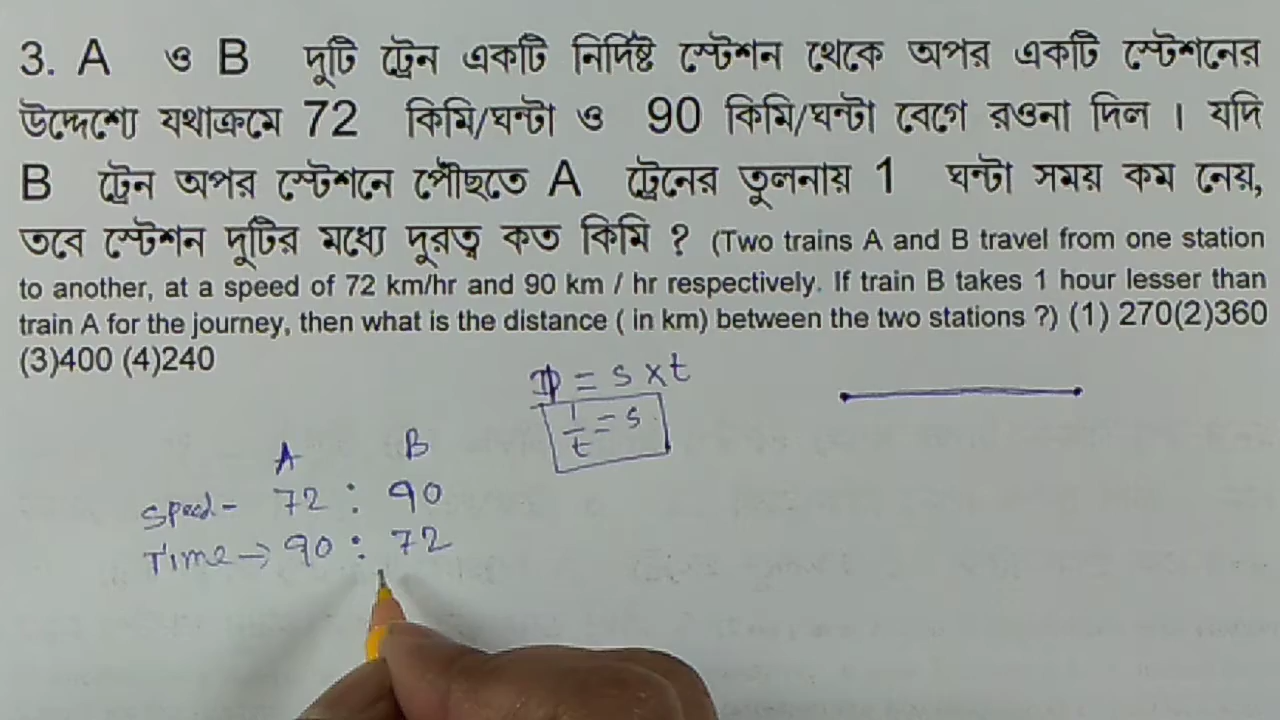 3. A ও B দুটি ট্রেন একটি নির্দিষ্ট স্টেশন থেকে অপর একটি স্টেশনের
উদ্দেশ্যে যথাক্রমে 72 কিমি/ঘন্টা ও 90 কিমি/ঘন্টা বেগে রওনা দিল । যদি
B ট্রেন অপর স্টেশনে পৌঁছতে A ট্রেনের তুলনায় 1 ঘন্টা সময় কম নেয়,
তবে স্টেশন দুটির মধ্যে দূরত্ব কত কিমি ? (Two trains A and B travel from one station
to another, at a speed of 72 km/hr and 90 km / hr respectively. If train B takes 1 hour lesser than
train A for the journey, then what is the distance ( in km) between the two stations ?) (1) 270(2)360
(3)400 (4)240
D = s x t
1/t = s
A B
Speed - 72 : 90
Time → 90 : 72